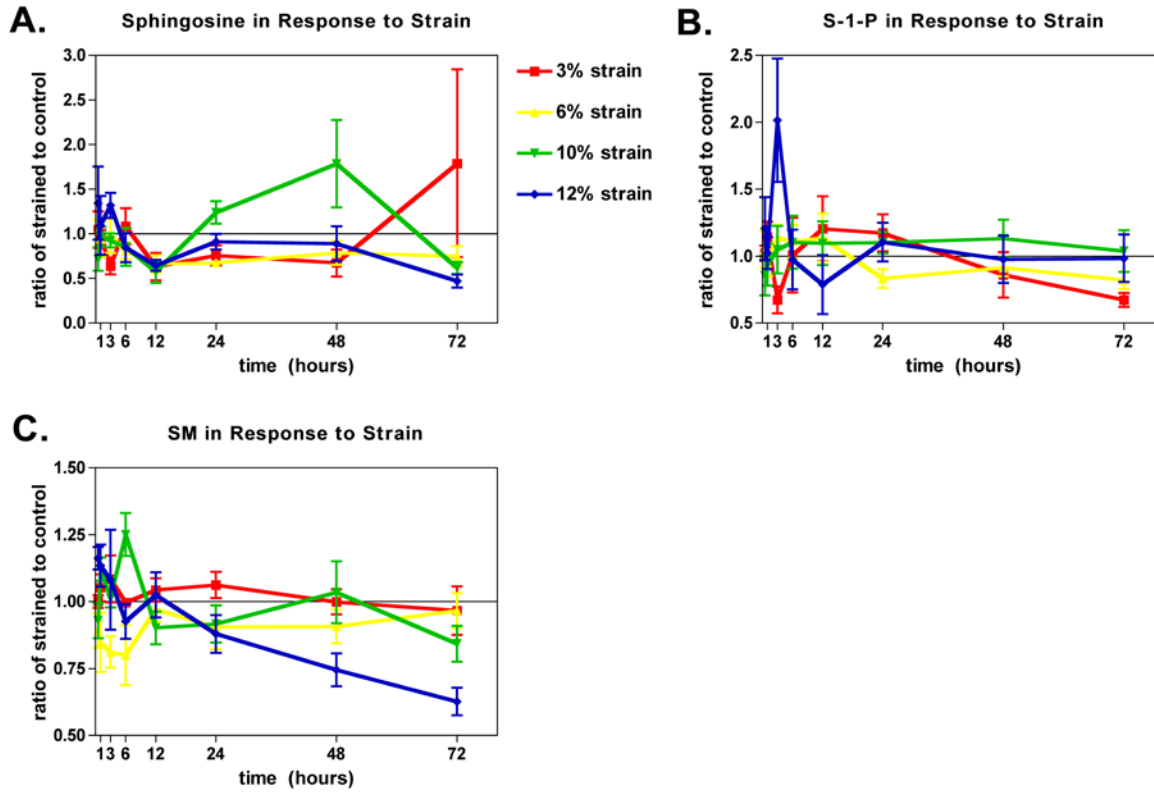 A.
Sphingosine in Response to Strain
ratio of strained to control
3.0
2.5
2.0
1.5
1.0
0.5
0.0
1 3 6 12 24 48 72
time (hours)
3% strain
6% strain
10% strain
12% strain
B.
S-1-P in Response to Strain
ratio of strained to control
2.5
2.0
1.5
1.0
0.5
1 3 6 12 24 48 72
time (hours)
C.
SM in Response to Strain
ratio of strained to control
1.50
1.25
1.00
0.75
0.50
1 3 6 12 24 48 72
time (hours)